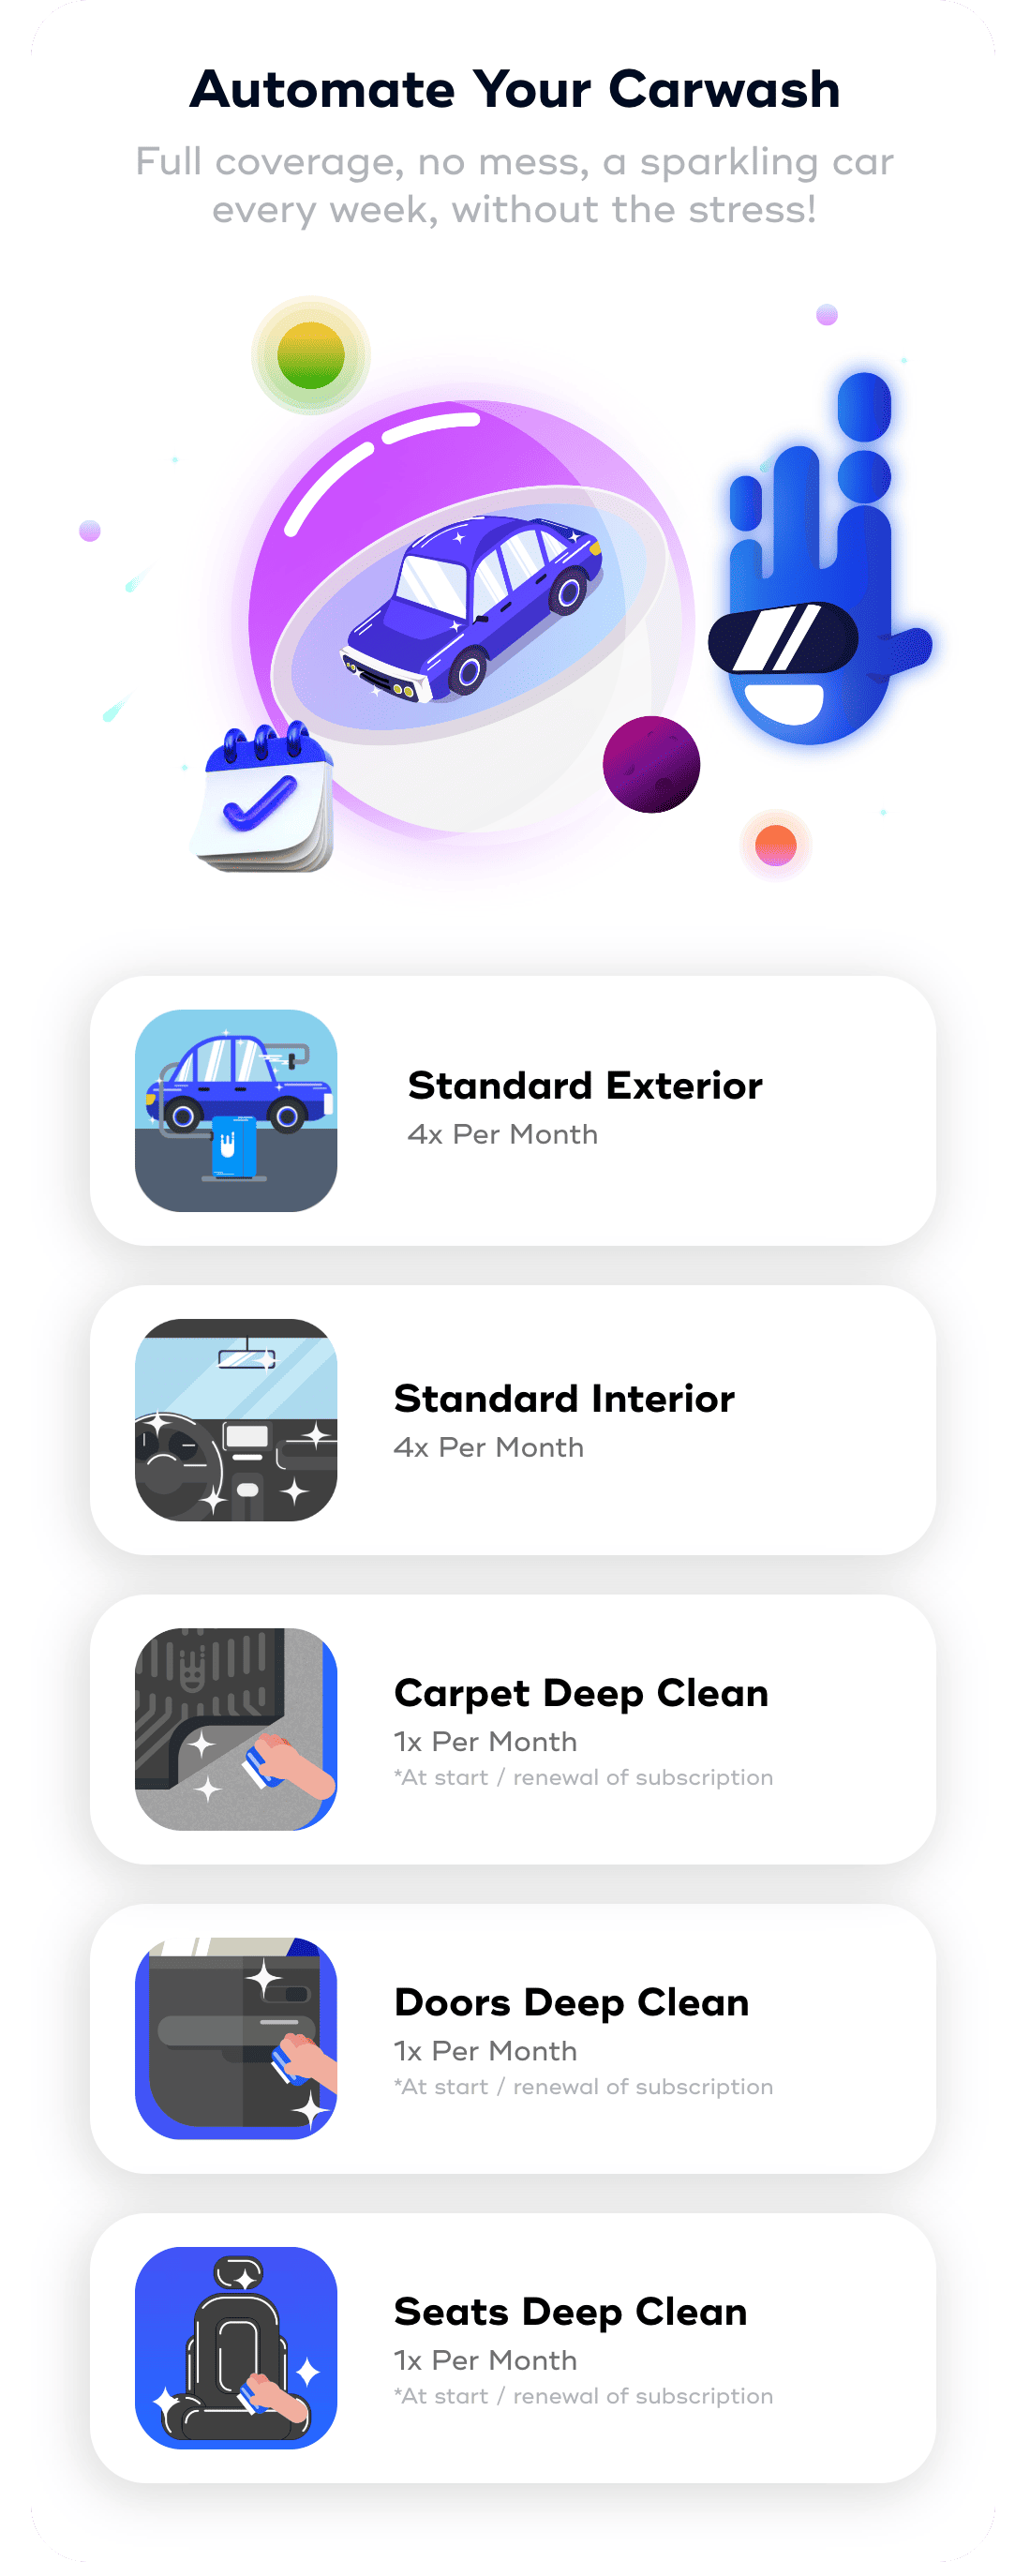 Automate Your Carwash
Full coverage, no mess, a sparkling car
every week, without the stress!
Standard Exterior
4x Per Month
Standard Interior
4x Per Month
Carpet Deep Clean
1x Per Month
*At start / renewal of subscription
Doors Deep Clean
1x Per Month
*At start / renewal of subscription
Seats Deep Clean
1x Per Month
*At start / renewal of subscription